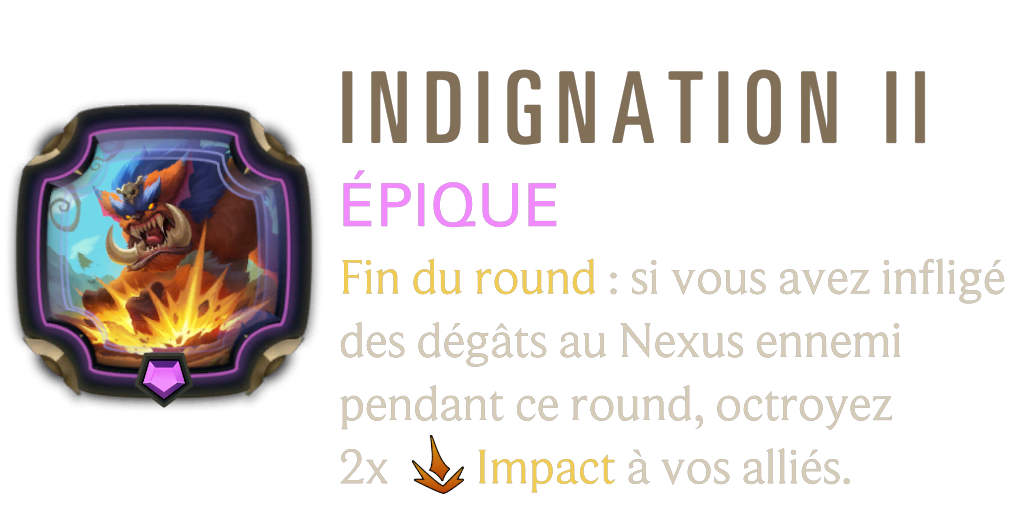 INDIGNATION II
ÉPIQUE
Fin du round : si vous avez infligé
des dégâts au Nexus ennemi
pendant ce round, octroyez
2x Impact à vos alliés.